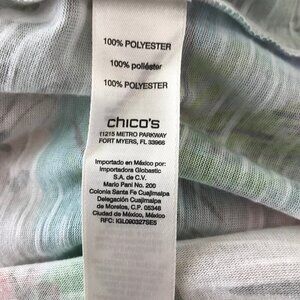 100% POLYESTER
100% poliéster
100% POLYESTER
chico's
11215 METRO PARKWAY
FORT MYERS, FL 33966
Importado en México por:
Importadora Globastic
S.A. de C.V.
Mario Pani No. 200
Colonia Santa Fe Cuajimalpa
Delegación Cuajimalpa
de Morelos, C.P. 05348
Ciudad de México, México
RFC: IGL090327SE5